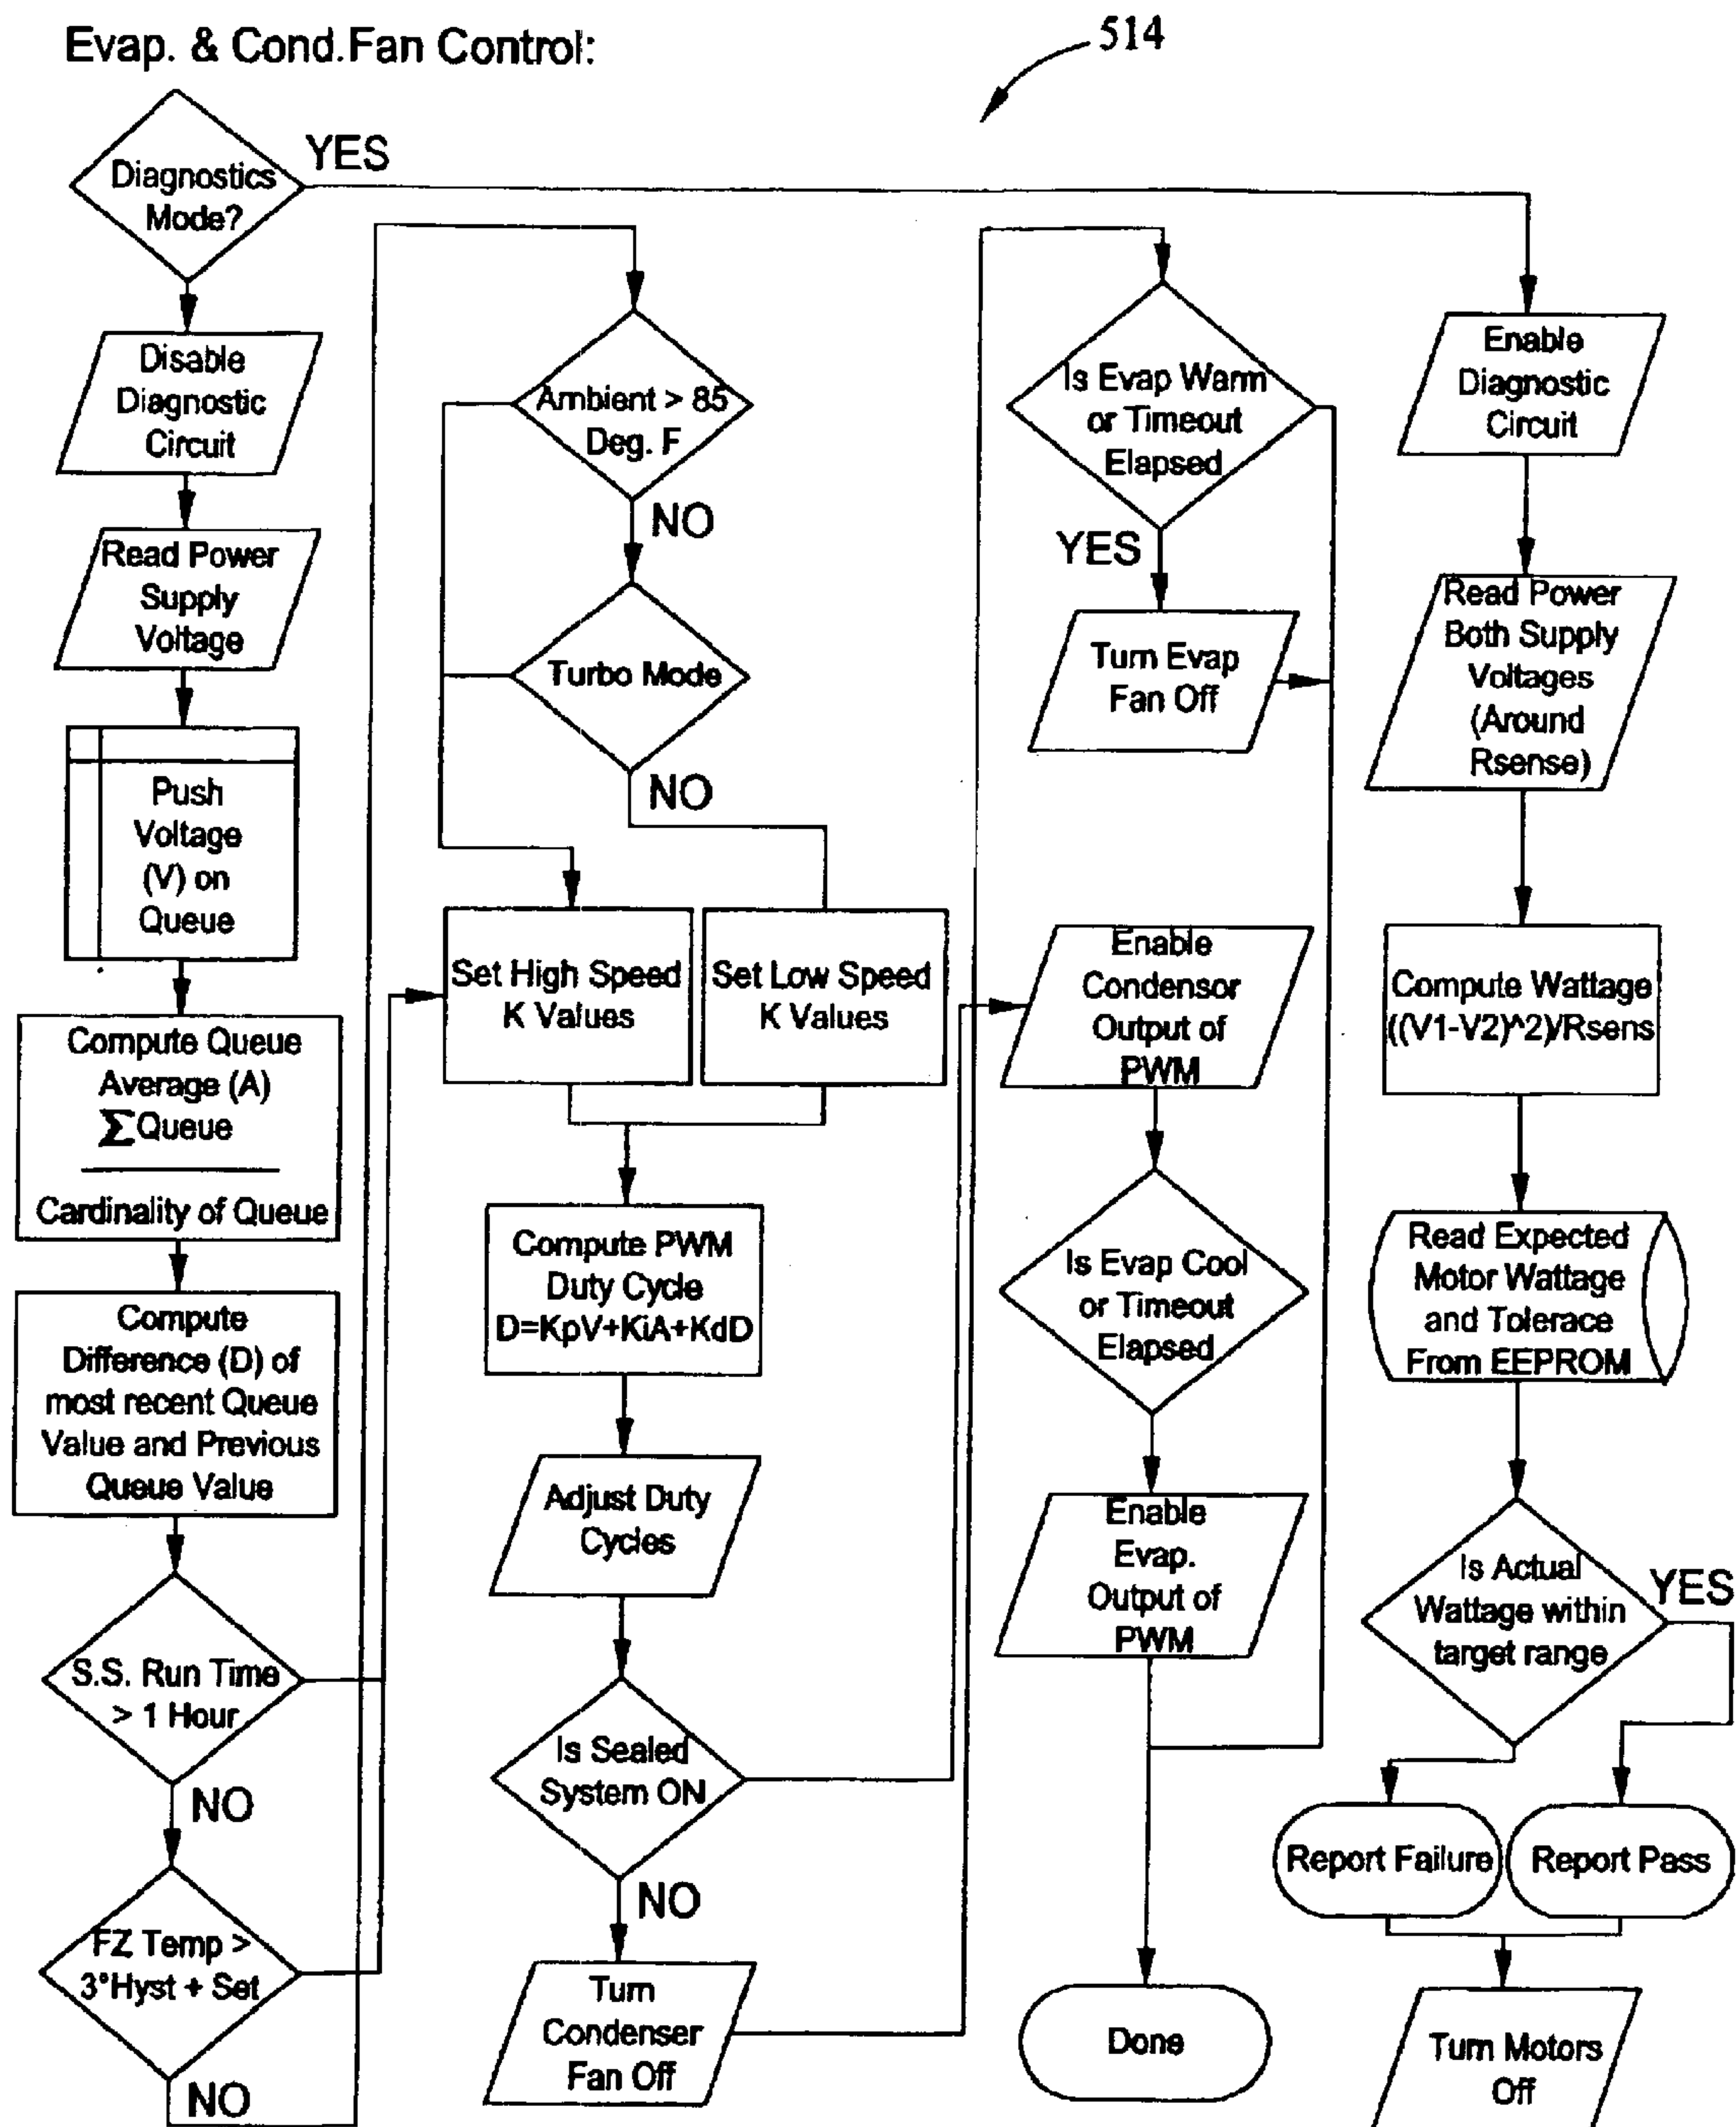 Evap. & Cond.Fan Control:
514
Diagnostics
Mode?
YES
Disable
Diagnostic
Circuit
Read Power
Supply
Voltage
Push
Voltage
(V) on
Queue
Compute Queue
Average (A)
ΣQueue
Cardinality of Queue
Compute
Difference (D) of
most recent Queue
Value and Previous
Queue Value
S.S. Run Time
> 1 Hour
NO
FZ Temp >
3°Hyst + Set
NO
Ambient > 85
Deg. F
NO
Turbo Mode
NO
Set High Speed
K Values
Set Low Speed
K Values
Compute PWM
Duty Cycle
D=KpV+KiA+KdD
Adjust Duty
Cycles
Is Sealed
System ON
NO
Turn
Condenser
Fan Off
Is Evap Warm
or Timeout
Elapsed
YES
Turn Evap
Fan Off
Enable
Condensor
Output of
PWM
Is Evap Cool
or Timeout
Elapsed
Enable
Evap.
Output of
PWM
Done
Enable
Diagnostic
Circuit
Read Power
Both Supply
Voltages
(Around
Rsense)
Compute Wattage
((V1-V2)^2)/Rsens
Read Expected
Motor Wattage
and Tolerace
From EEPROM
Is Actual
Wattage within
target range
YES
Report Failure
Report Pass
Turn Motors
Off